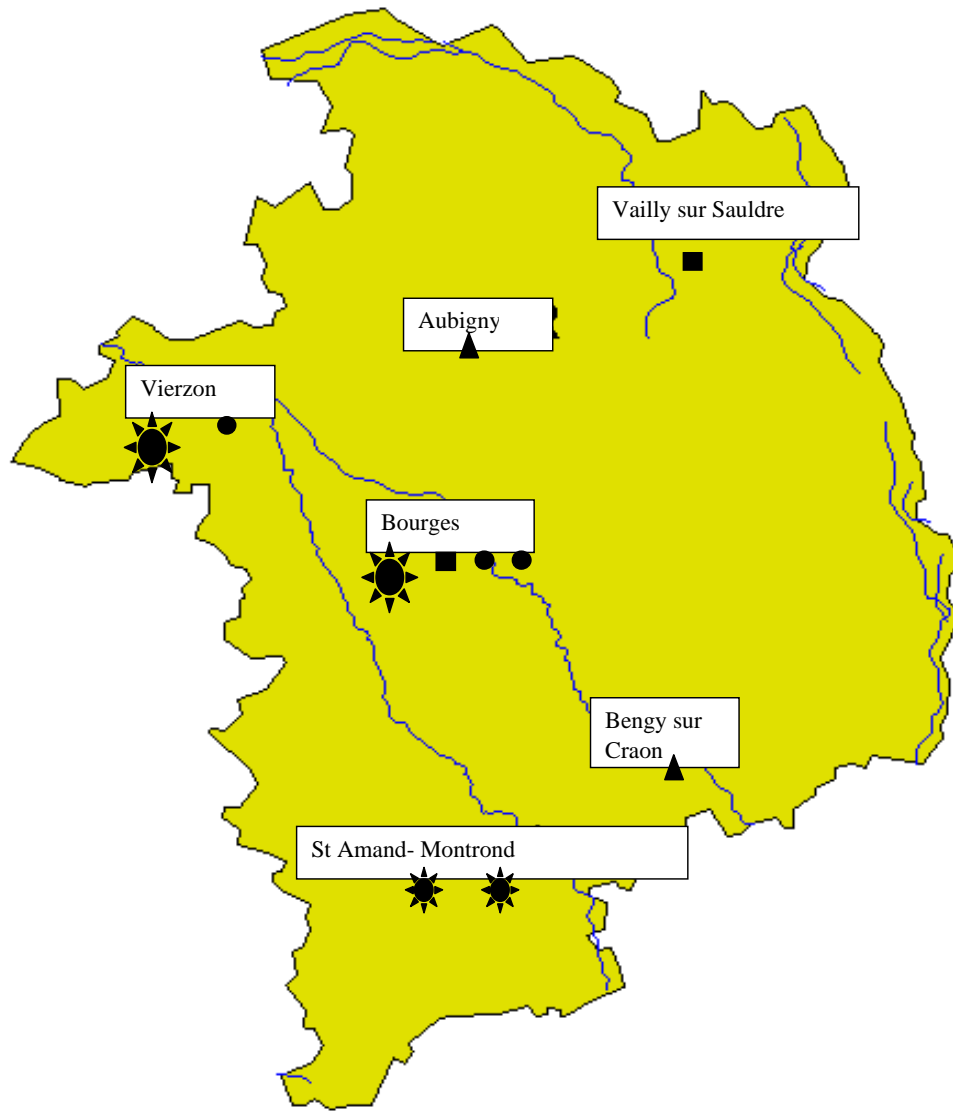 Vailly sur Sauldre
Aubigny
Vierzon
Bourges
Bengy sur
Craon
St Amand- Montrond